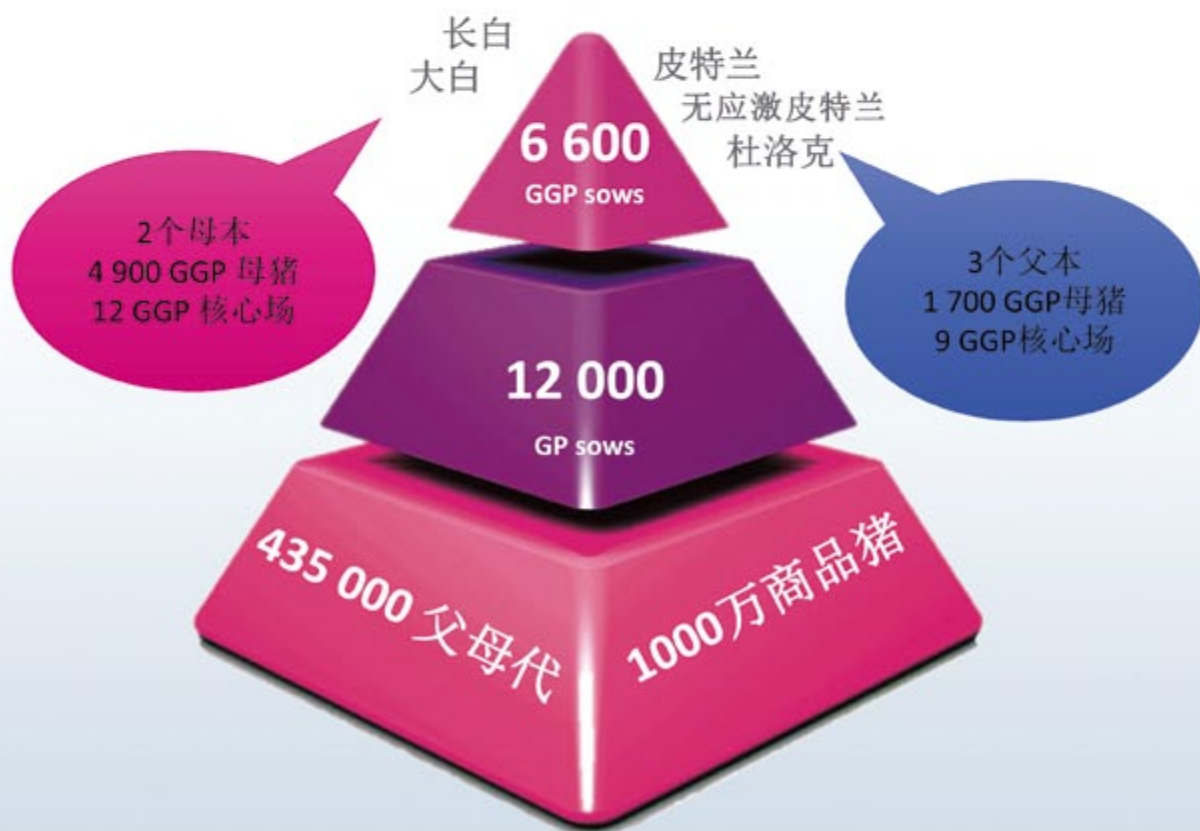 长白
大白
皮特兰
无应激皮特兰
杜洛克
6 600
GGP sows
2个母本
4 900 GGP 母猪
12 GGP 核心场
3个父本
1 700 GGP母猪
9 GGP核心场
12 000
GP sows
435 000 父母代
1000万商品猪